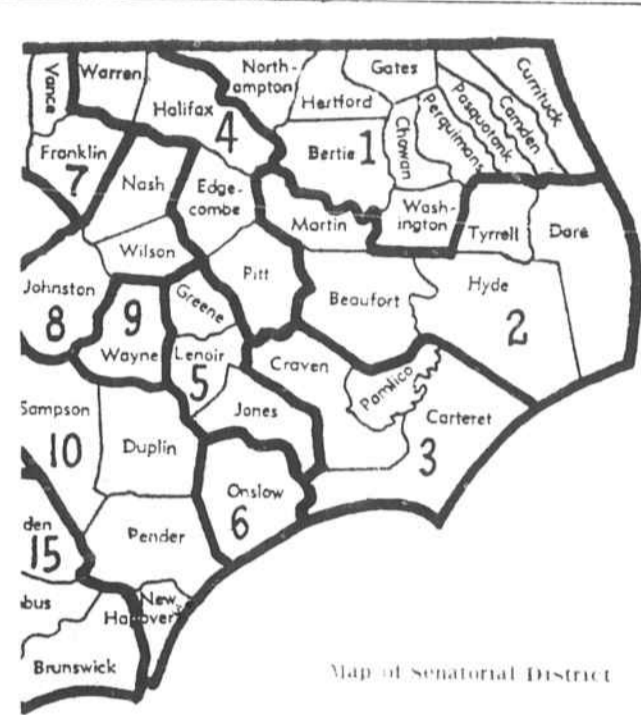 Vance
Warren
North-
ampton
Gates
Currituck
Halifax
Hertford
Camden
Pasquotank
Perquimans
Chowan
4
Bertie 1
Franklin
7
Nash
Edge-
combe
Martin
Wash-
ington
Tyrrell
Dare
Wilson
Pitt
Johnston
8
9
Greene
Beaufort
Hyde
2
Wayne
Lenoir
5
Craven
Pamlico
Sampson
10
Jones
Carteret
3
Duplin
Onslow
6
den
15
Pender
bus
New
Hanover
Brunswick
Map of Senatorial District